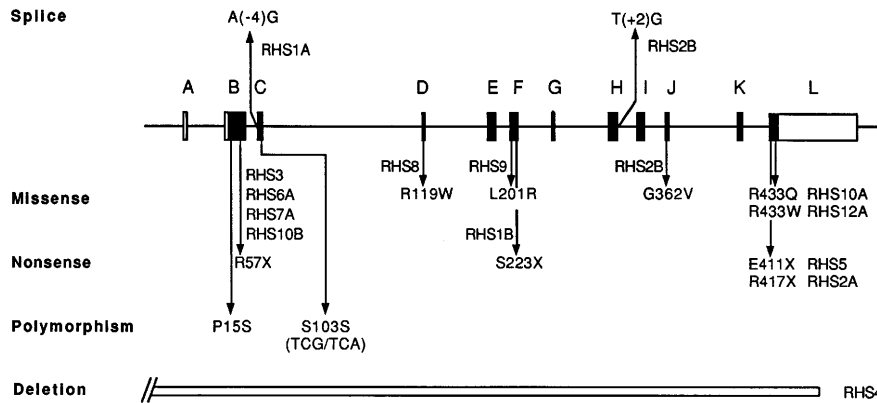 Splice A(-4)G T(+2)G
RHS1A RHS2B
A B C D E F G H I J K L
RHS3 RHS8 RHS9 RHS2B
Missense RHS6A R119W L201R G362V R433Q RHS10A
RHS7A R433W RHS12A
RHS10B RHS1B
Nonsense R57X S223X E411X RHS5
R417X RHS2A
Polymorphism P15S S103S
(TCG/TCA)
Deletion RHS4